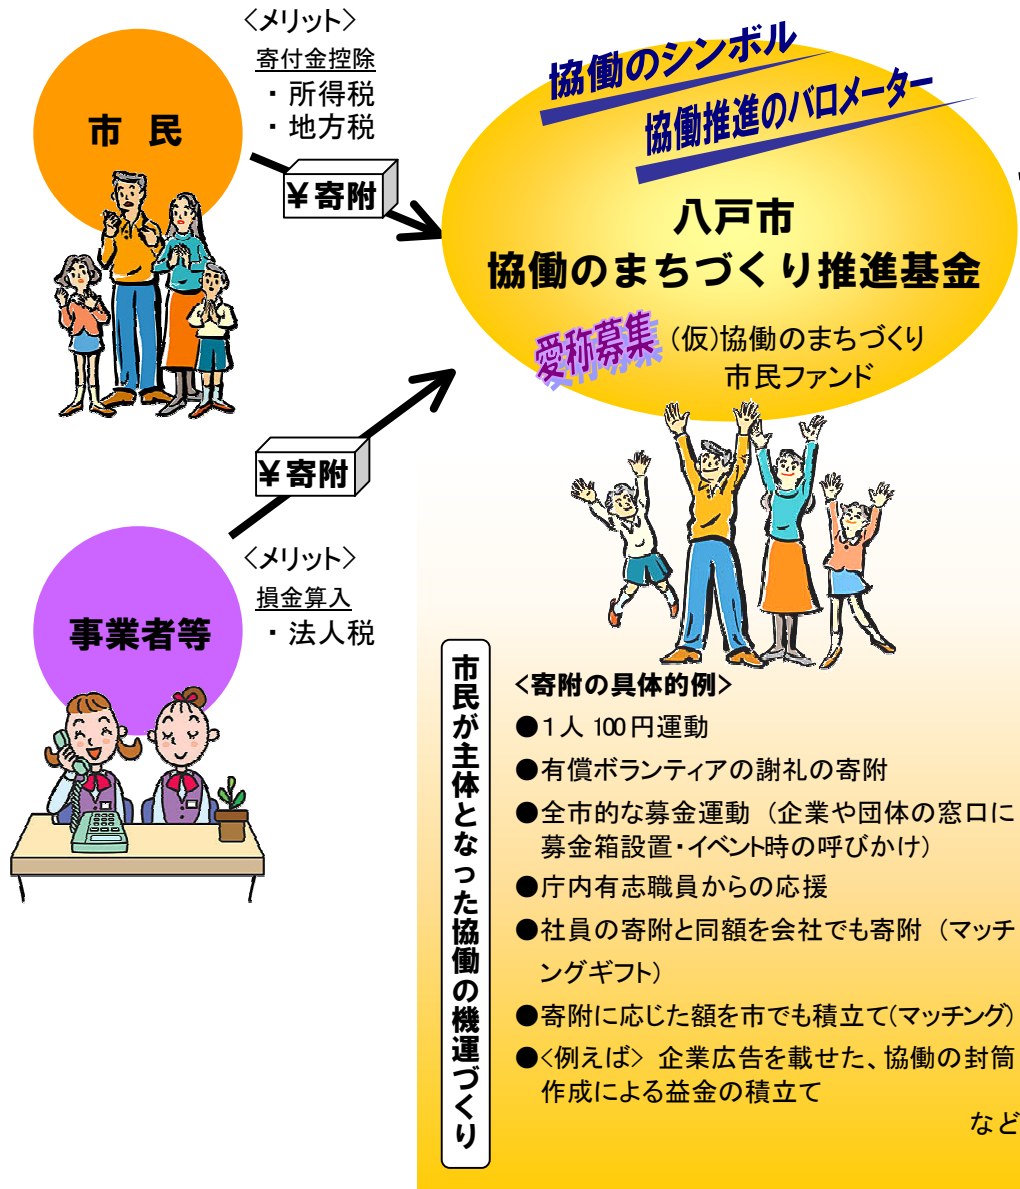 <メリット>
寄付金控除
・所得税
・地方税
市 民
￥寄附
協働のシンボル
協働推進のバロメーター
八戸市
協働のまちづくり推進基金
愛称募集
(仮)協働のまちづくり
市民ファンド
￥寄附
<メリット>
損金算入
・法人税
事業者等
市民が主体となった協働の機運づくり
<寄附の具体的例>
●１人 100 円運動
●有償ボランティアの謝礼の寄附
●全市的な募金運動 (企業や団体の窓口に
募金箱設置・イベント時の呼びかけ)
●庁内有志職員からの応援
●社員の寄附と同額を会社でも寄附 (マッチ
ングギフト)
●寄附に応じた額を市でも積立て(マッチング)
●<例えば> 企業広告を載せた、協働の封筒
作成による益金の積立て
など